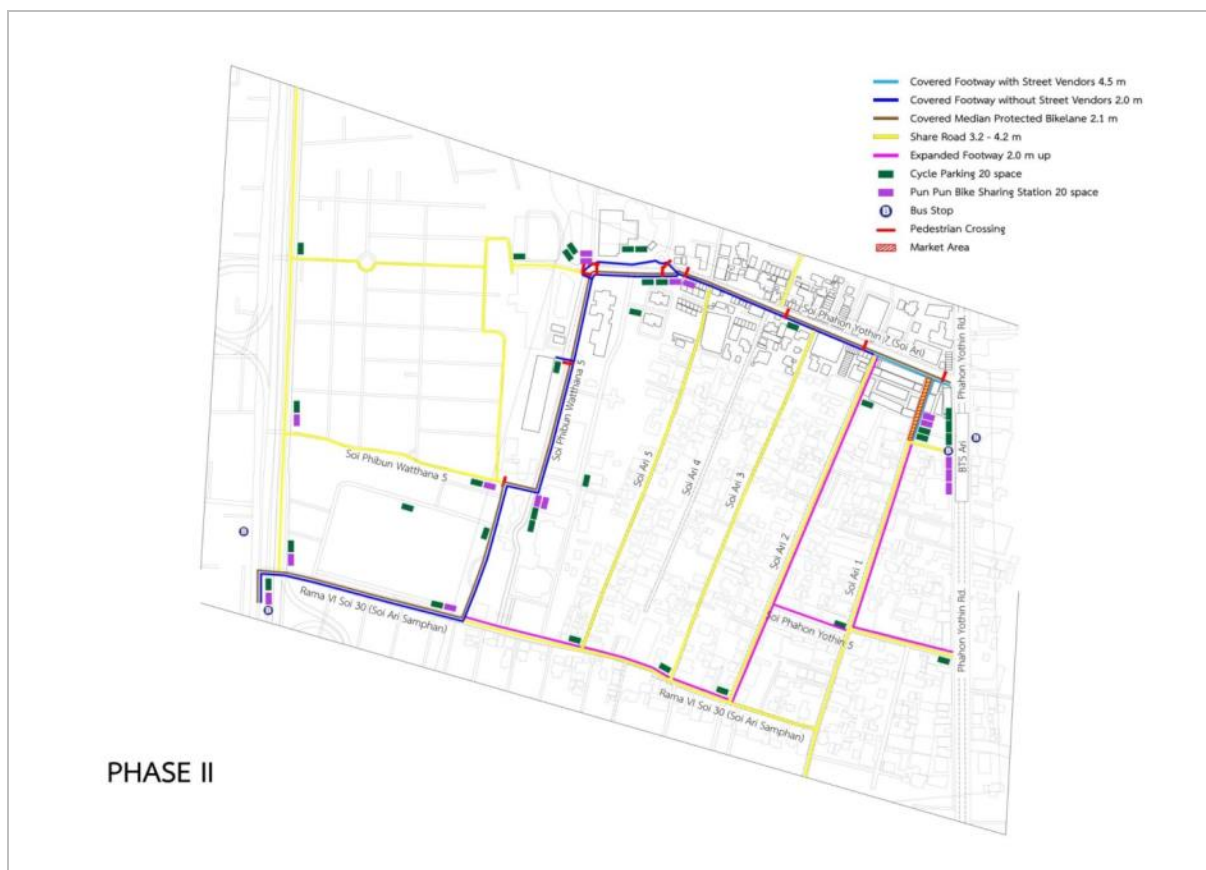 Covered Footway with Street Vendors 4.5 m
Covered Footway without Street Vendors 2.0 m
Covered Median Protected Bikelane 2.1 m
Share Road 3.2 - 4.2 m
Expanded Footway 2.0 m up
Cycle Parking 20 space
Pun Pun Bike Sharing Station 20 space
B Bus Stop
Pedestrian Crossing
Market Area
Soi Phahon Yothin 7 (Soi Ari)
Phahon Yothin Rd.
Soi Phibun Watthana 5
BTS Ari
B
B
Soi Phibun Watthana 5
Soi Ari 5
Soi Ari 4
Soi Ari 3
Soi Ari 2
Soi Ari 1
B
Rama VI Soi 30 (Soi Ari Samphan)
B
Soi Phahon Yothin 5
Phahon Yothin Rd.
Rama VI Soi 30 (Soi Ari Samphan)
PHASE II